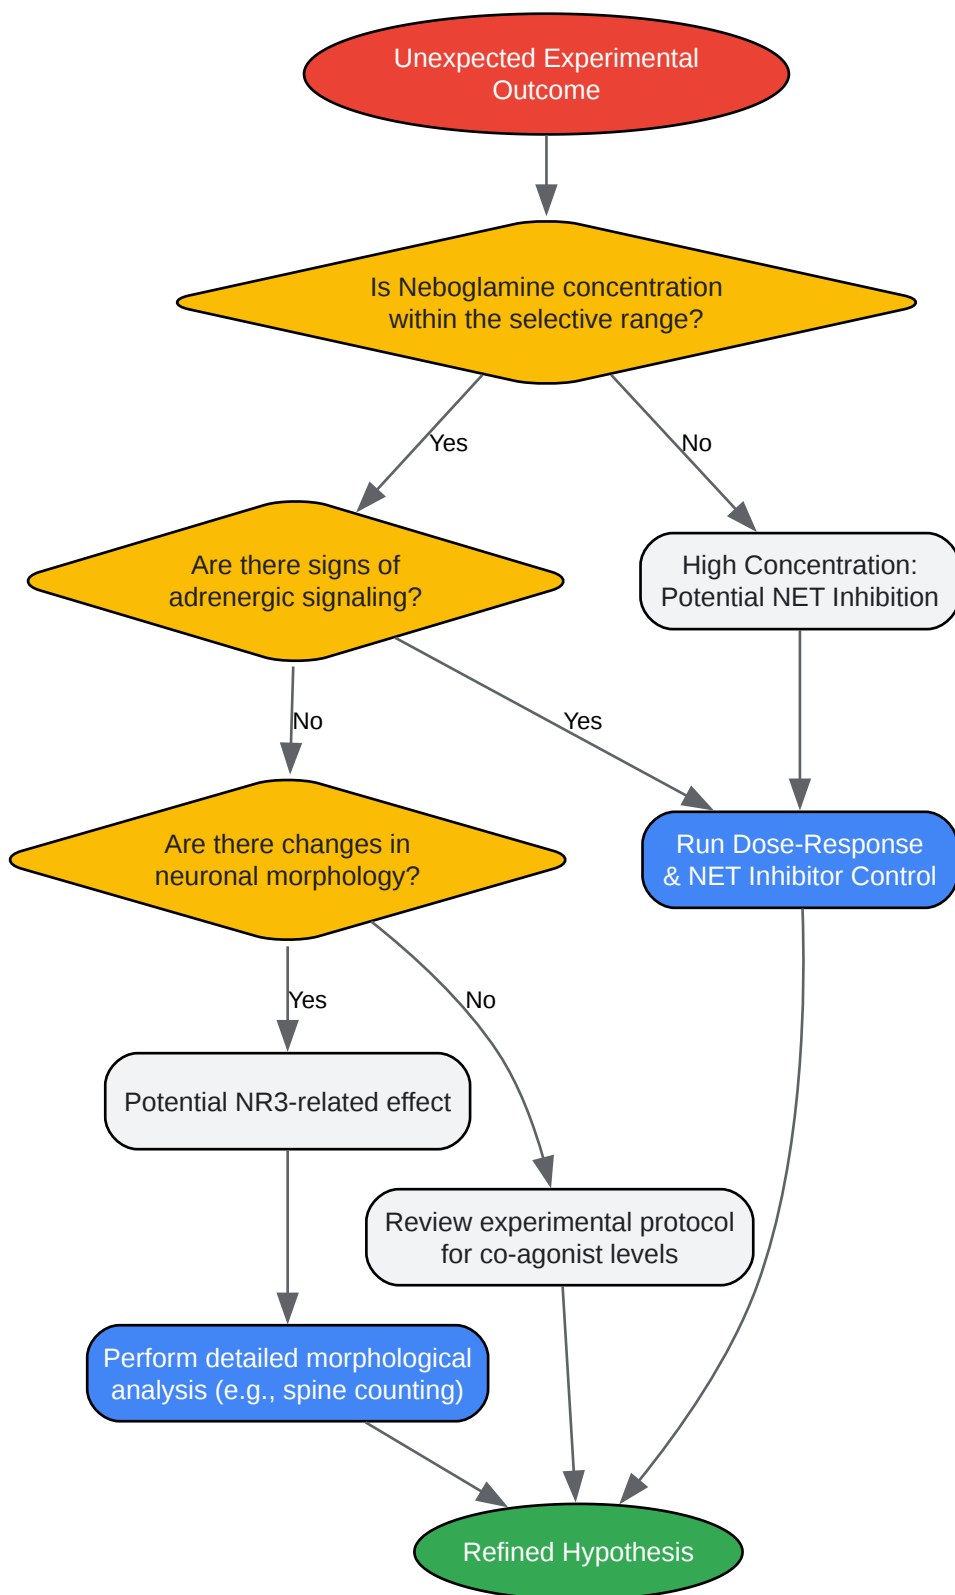 Unexpected Experimental
Outcome
Is Neboglamine concentration
within the selective range?
Yes
No
Are there signs of
adrenergic signaling?
High Concentration:
Potential NET Inhibition
No
Yes
Are there changes in
neuronal morphology?
Run Dose-Response
& NET Inhibitor Control
Yes
No
Potential NR3-related effect
Review experimental protocol
for co-agonist levels
Perform detailed morphological
analysis (e.g., spine counting)
Refined Hypothesis